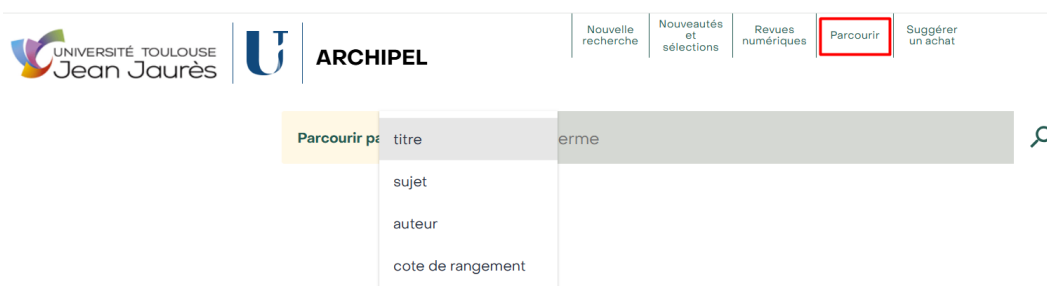 UNIVERSITÉ TOULOUSE
Jean Jaurès
UT
ARCHIPEL
Nouvelle
recherche
Nouveautés
et
sélections
Revues
numériques
Parcourir
Suggérer
un achat
Parcourir pa
titre
erme
sujet
auteur
cote de rangement